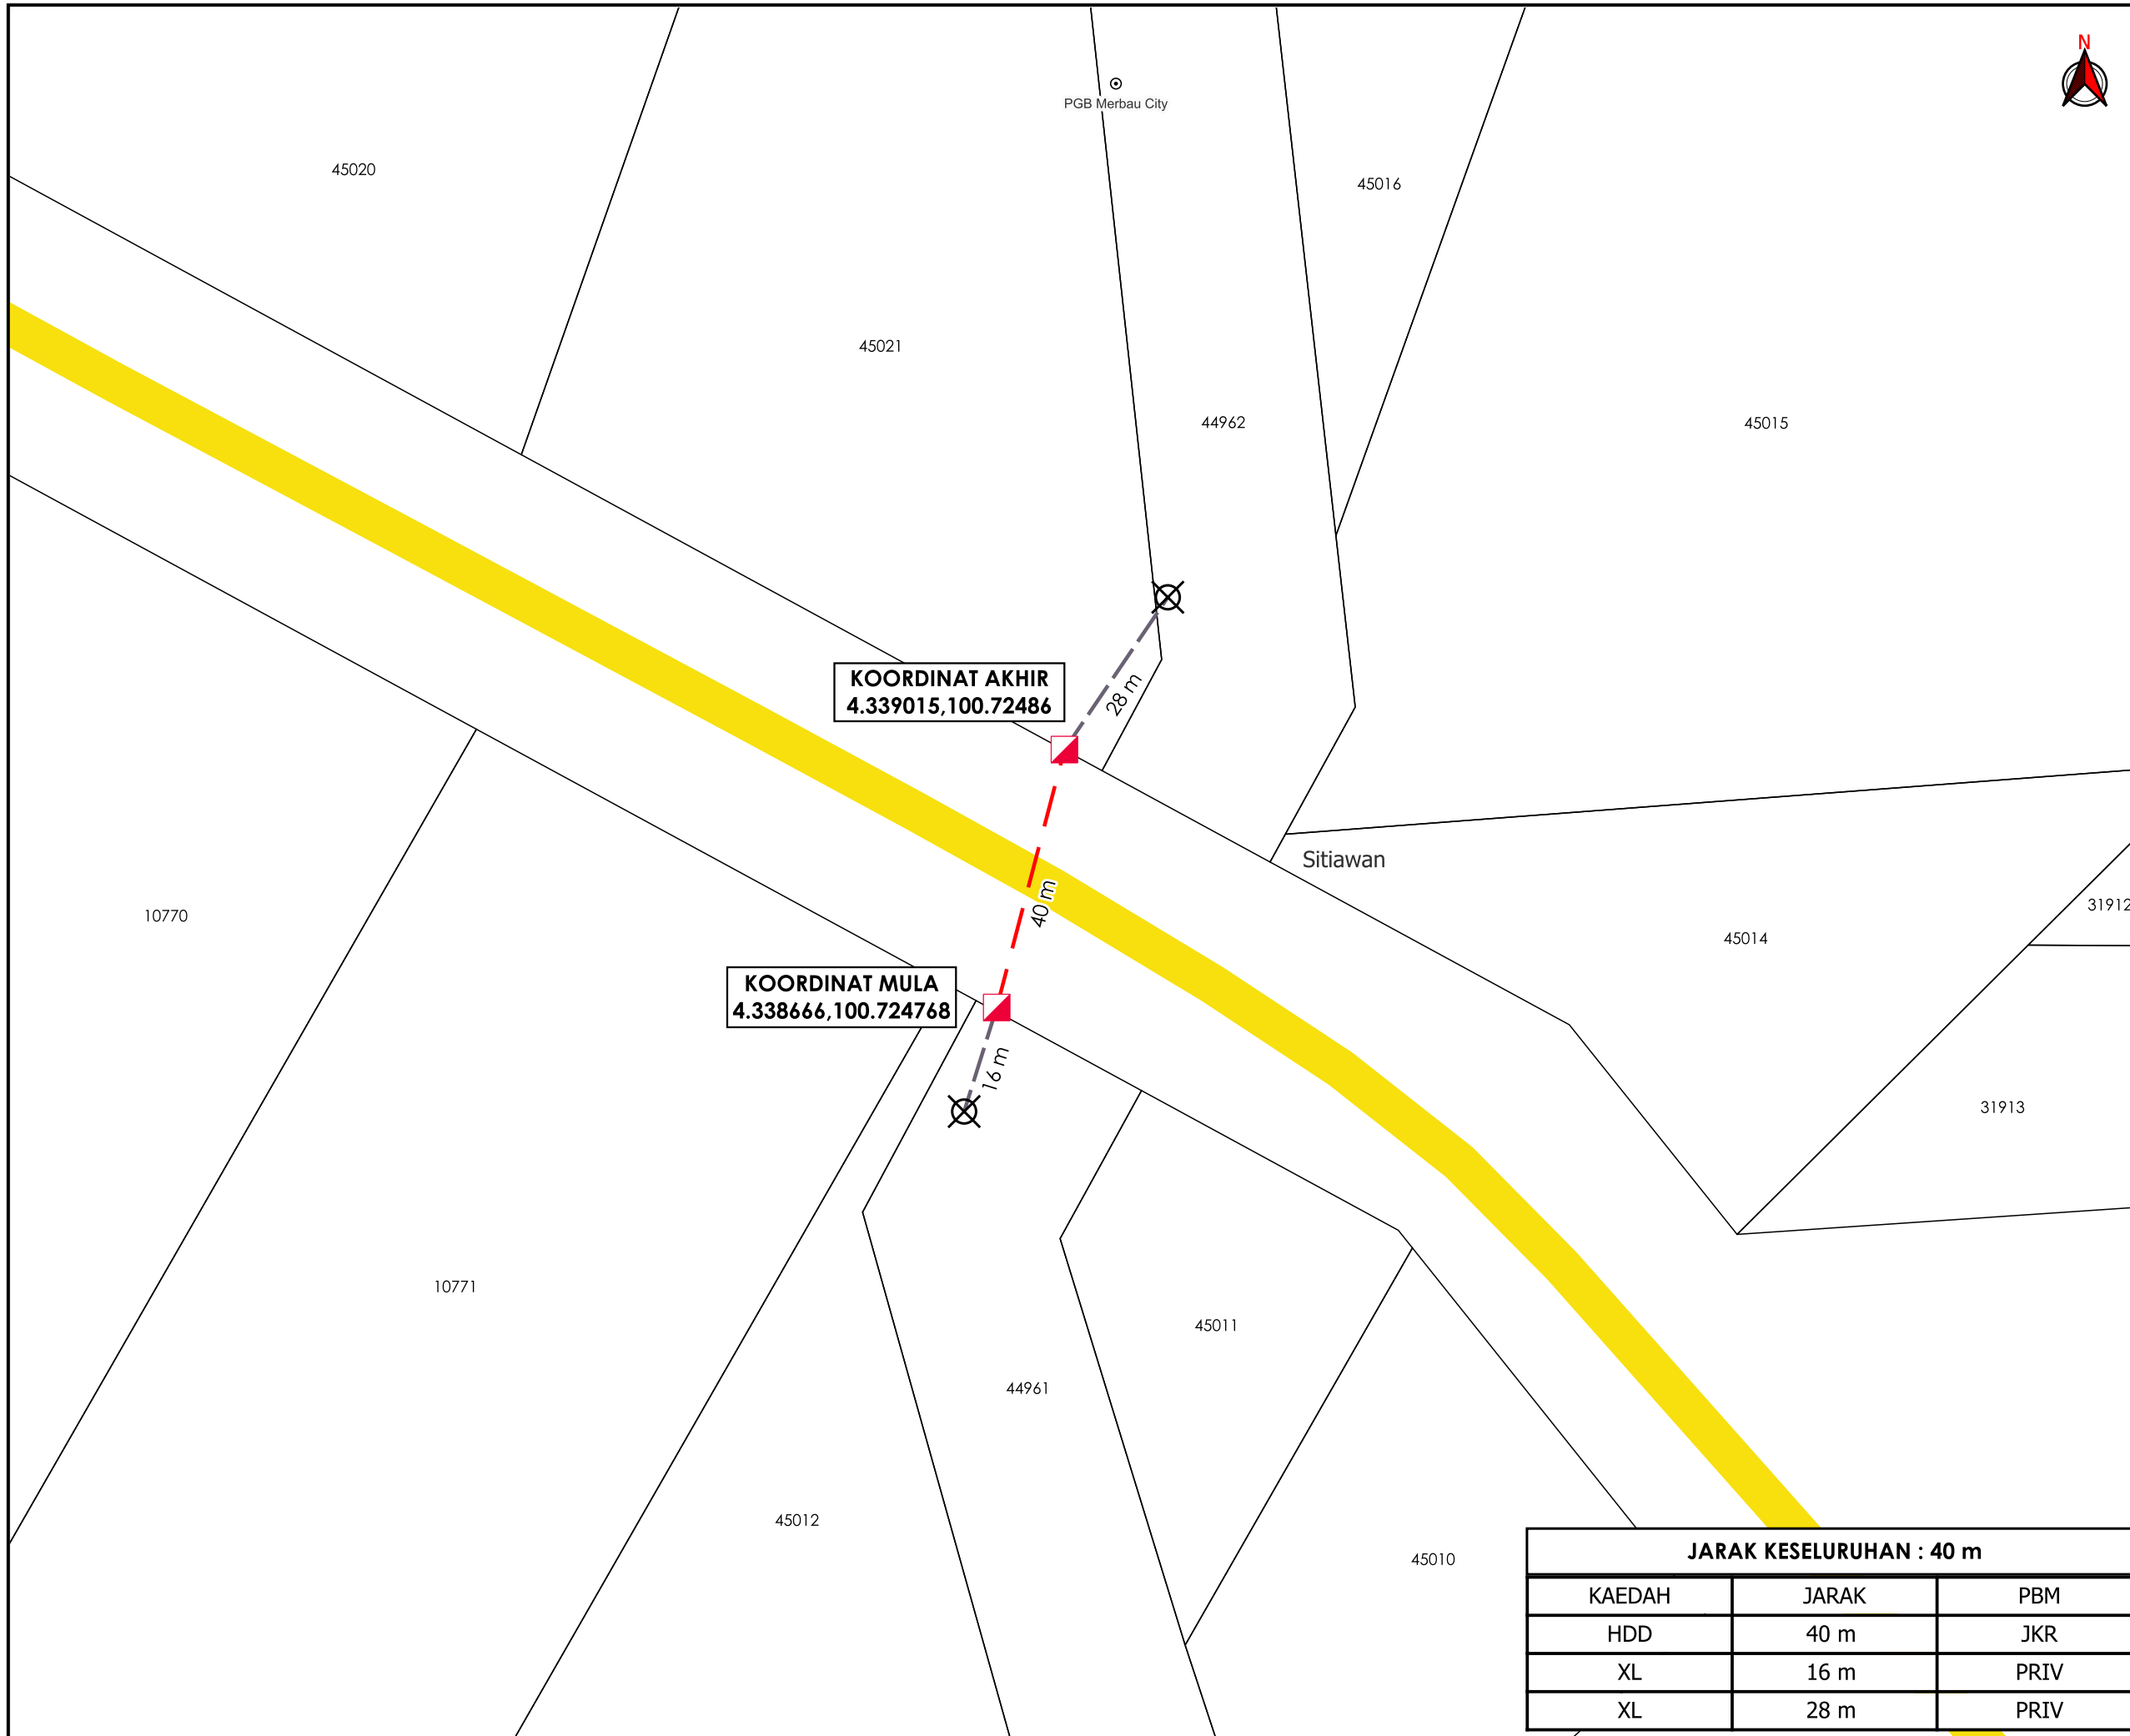 N
PGB Merbau City
45020
45016
45021
44962
45015
KOORDINAT AKHIR
4.339015,100.72486
28 m
Sitiawan
40 m
10770
31912
45014
KOORDINAT MULA
4.338666,100.724768
16 m
31913
10771
45011
44961
45012
45010
JARAK KESELURUHAN : 40 m
KAEDAH JARAK PBM
HDD 40 m JKR
XL 16 m PRIV
XL 28 m PRIV